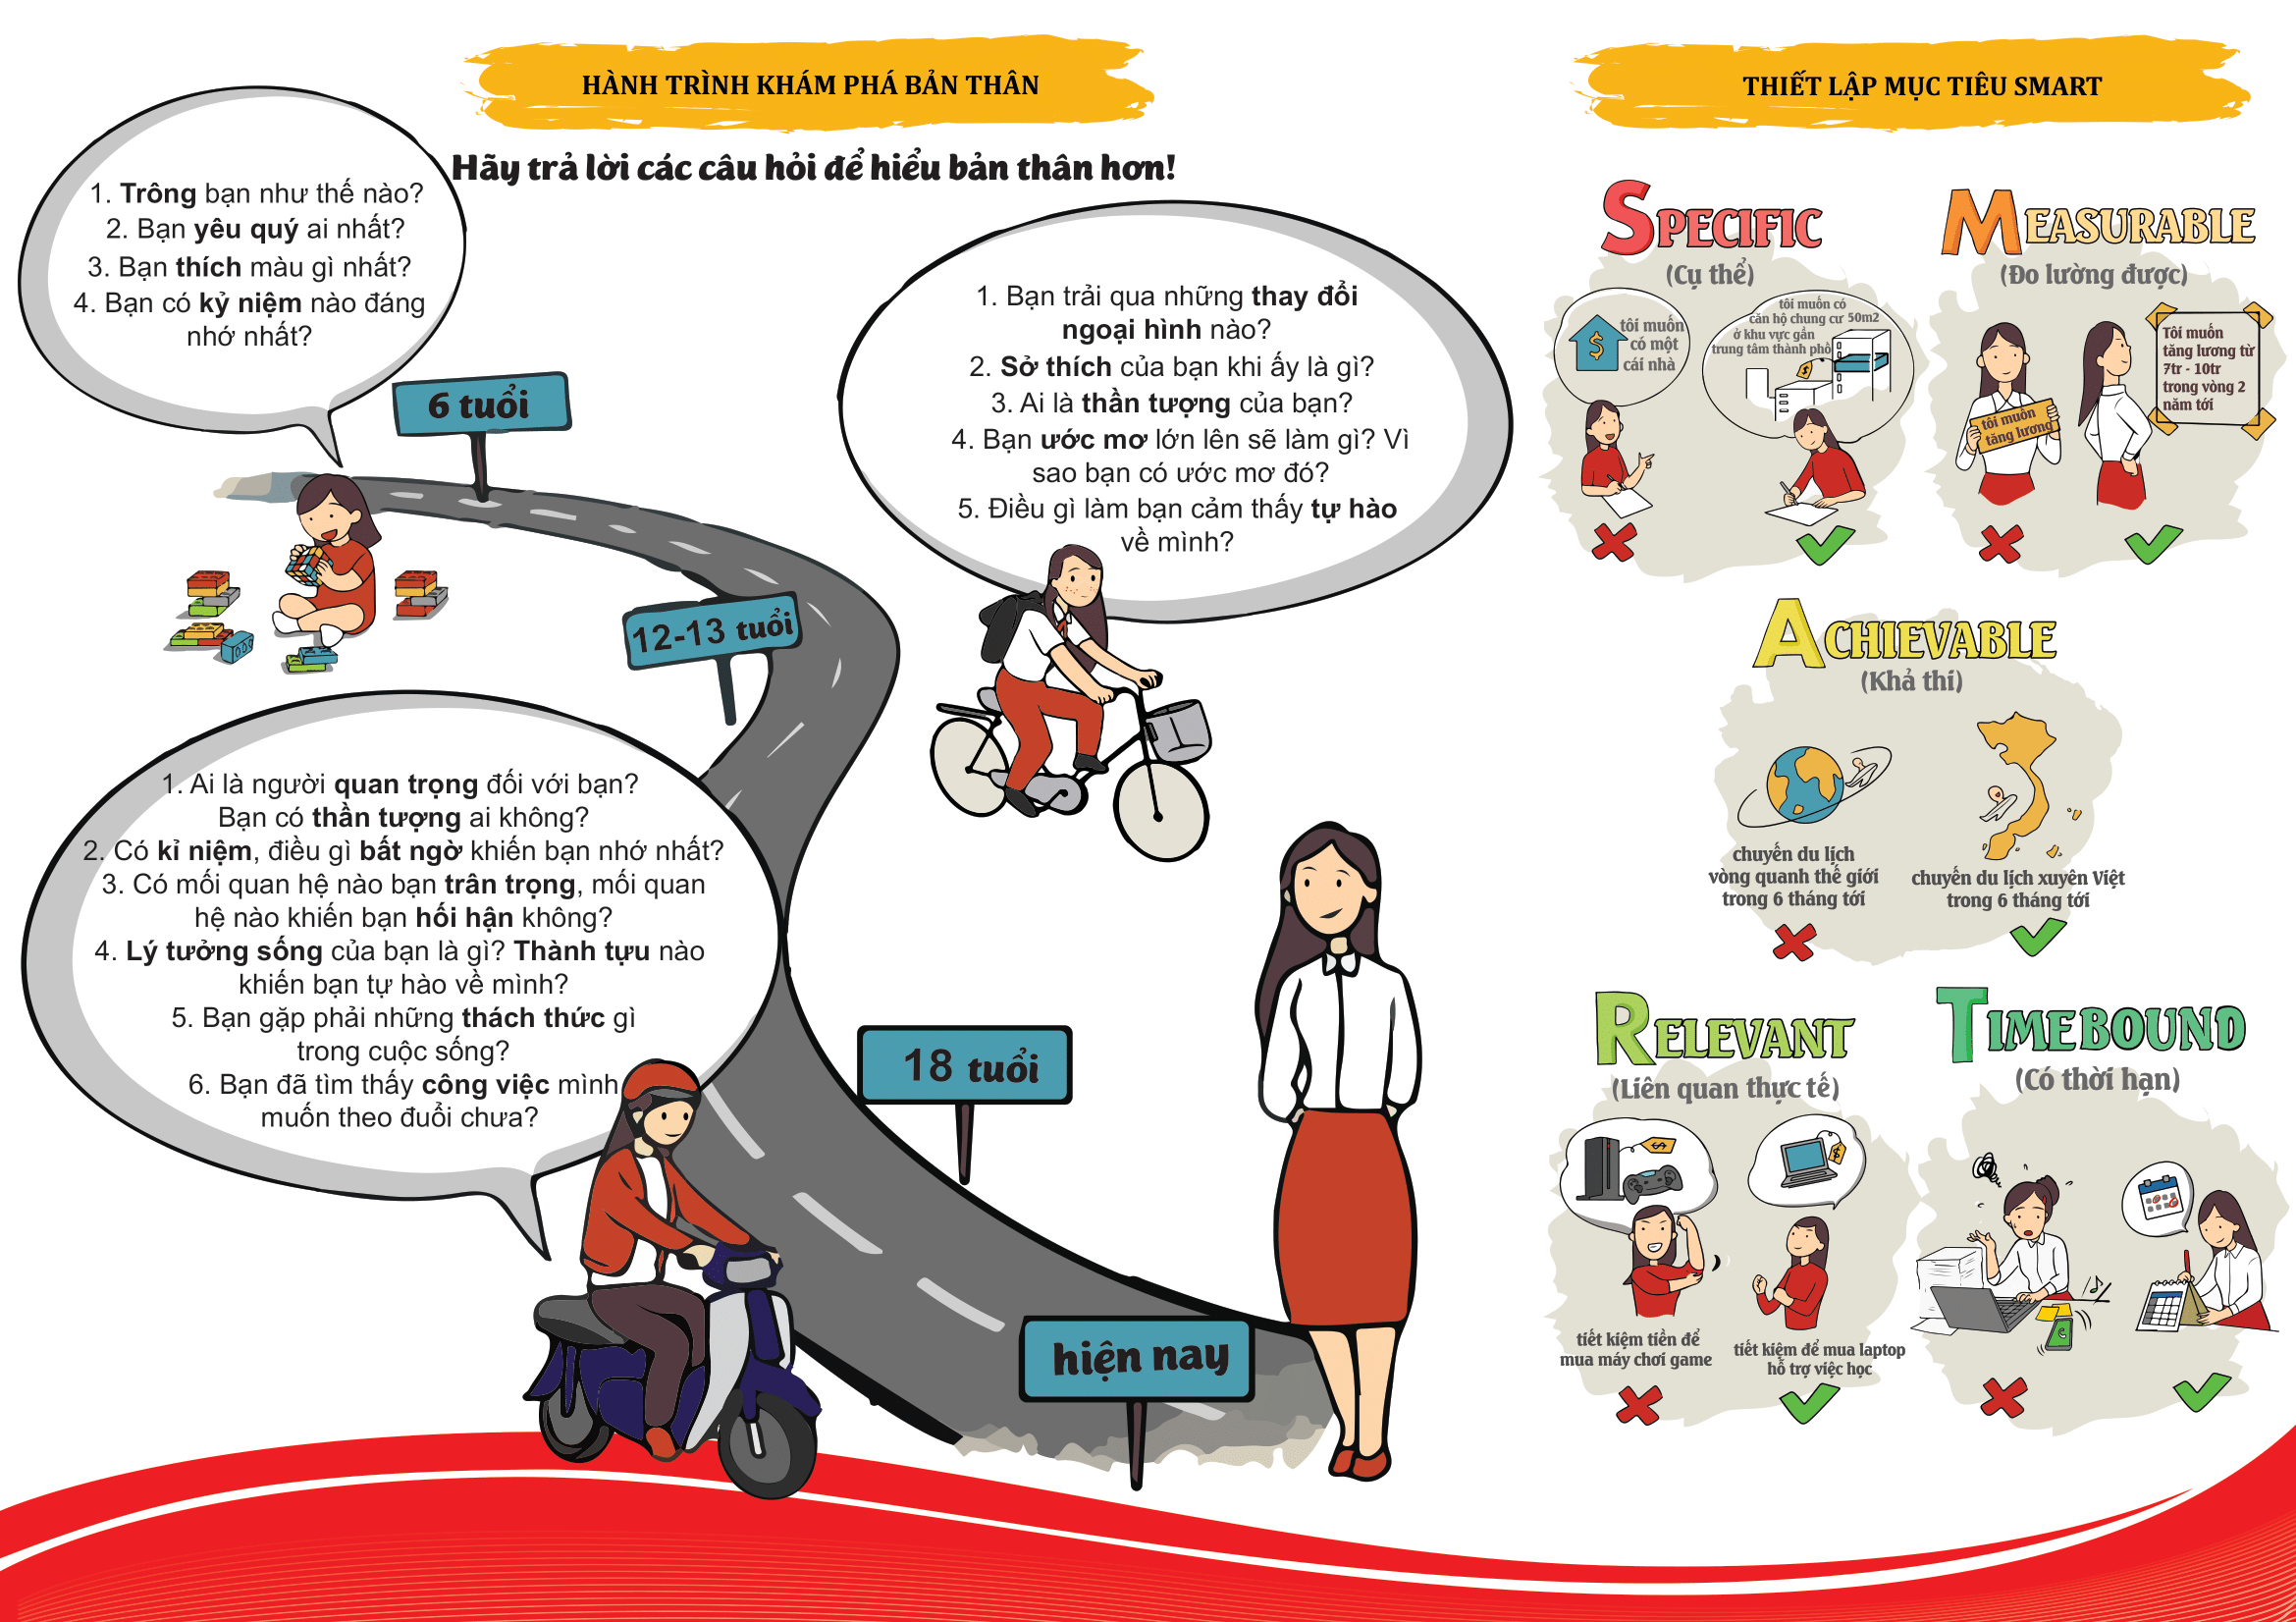 HÀNH TRÌNH KHÁM PHÁ BẢN THÂN
Hãy trả lời các câu hỏi để hiểu bản thân hơn!
1. Trông bạn như thế nào?
2. Bạn yêu quý ai nhất?
3. Bạn thích màu gì nhất?
4. Bạn có kỷ niệm nào đáng
nhớ nhất?
6 tuổi
1. Bạn trải qua những thay đổi
ngoại hình nào?
2. Sở thích của bạn khi ấy là gì?
3. Ai là thần tượng của bạn?
4. Bạn ước mơ lớn lên sẽ làm gì? Vì
sao bạn có ước mơ đó?
5. Điều gì làm bạn cảm thấy tự hào
về mình?
12-13 tuổi
1. Ai là người quan trọng đối với bạn?
Bạn có thần tượng ai không?
2. Có kỉ niệm, điều gì bất ngờ khiến bạn nhớ nhất?
3. Có mối quan hệ nào bạn trân trọng, mối quan
hệ nào khiến bạn hối hận không?
4. Lý tưởng sống của bạn là gì? Thành tựu nào
khiến bạn tự hào về mình?
5. Bạn gặp phải những thách thức gì
trong cuộc sống?
6. Bạn đã tìm thấy công việc mình
muốn theo đuổi chưa?
18 tuổi
hiện nay
THIẾT LẬP MỤC TIÊU SMART
SPECIFIC
(Cụ thể)
tôi muốn
có một
cái nhà
tôi muốn có
căn hộ chung cư 50m2
ở khu vực gần
trung tâm thành phố
MEASURABLE
(Đo lường được)
tôi muốn
tăng lương
Tôi muốn
tăng lương từ
7tr - 10tr
trong vòng 2
năm tới
ACHIEVABLE
(Khả thi)
chuyến du lịch
vòng quanh thế giới
trong 6 tháng tới
chuyến du lịch xuyên Việt
trong 6 tháng tới
RELEVANT
(Liên quan thực tế)
tiết kiệm tiền để
mua máy chơi game
tiết kiệm để mua laptop
hỗ trợ việc học
TIMEBOUND
(Có thời hạn)